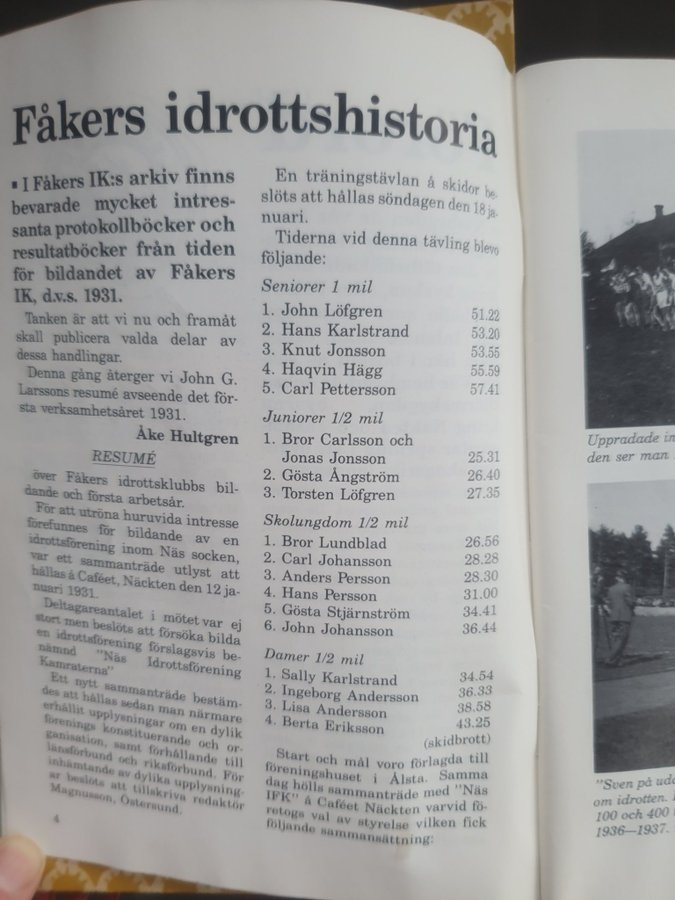 Fåkers idrottshistoria
▪ I Fåkers IK:s arkiv finns
bevarade mycket intres-
santa protokollböcker och
resultatböcker från tiden
för bildandet av Fåkers
IK, d.v.s. 1931.
Tanken är att vi nu och framåt
skall publicera valda delar av
dessa handlingar.
Denna gång återger vi John G.
Larssons resumé avseende det för-
sta verksamhetsåret 1931.
Åke Hultgren
RESUMÉ
över Fåkers idrottsklubbs bil-
dande och första arbetsår.
För att utröna huruvida intresse
förefunnes för bildande av en
idrottsförening inom Näs socken,
var ett sammanträde utlyst att
hållas å Caféet, Näckten den 12 ja-
nuari 1931.
Deltagareantalet i mötet var ej
stort men beslöts att försöka bilda
en idrottsförening förslagsvis be-
nämnd "Näs Idrottsförening
Kamraterna"
Ett nytt sammanträde bestäm-
des att hållas sedan man närmare
erhållit upplysningar om en dylik
förenings konstituerande och or-
ganisation, samt förhållande till
länsförbund och riksförbund. För
inhämtande av dylika upplysning-
ar beslöts att tillskriva redaktör
Magnusson, Östersund.
4
En träningstävlan å skidor be-
slöts att hållas söndagen den 18 ja-
nuari.
Tiderna vid denna tävling blevo
följande:
Seniorer 1 mil
1. John Löfgren 51.22
2. Hans Karlstrand 53.20
3. Knut Jonsson 53.55
4. Haqvin Hägg 55.59
5. Carl Pettersson 57.41
Juniorer 1/2 mil
1. Bror Carlsson och
Jonas Jonsson 25.31
2. Gösta Ångström 26.40
3. Torsten Löfgren 27.35
Skolungdom 1/2 mil
1. Bror Lundblad 26.56
2. Carl Johansson 28.28
3. Anders Persson 28.30
4. Hans Persson 31.00
5. Gösta Stjärnström 34.41
6. John Johansson 36.44
Damer 1/2 mil
1. Sally Karlstrand 34.54
2. Ingeborg Andersson 36.33
3. Lisa Andersson 38.58
4. Berta Eriksson 43.25
(skidbrott)
Start och mål voro förlagda till
föreningshuset i Ålsta. Samma
dag hölls sammanträde med "Näs
IFK" å Caféet Näckten varvid fö-
retogs val av styrelse vilken fick
följande sammansättning:
Uppradade in
den ser man
"Sven på udd
om idrotten.
100 och 400
1936—1937.